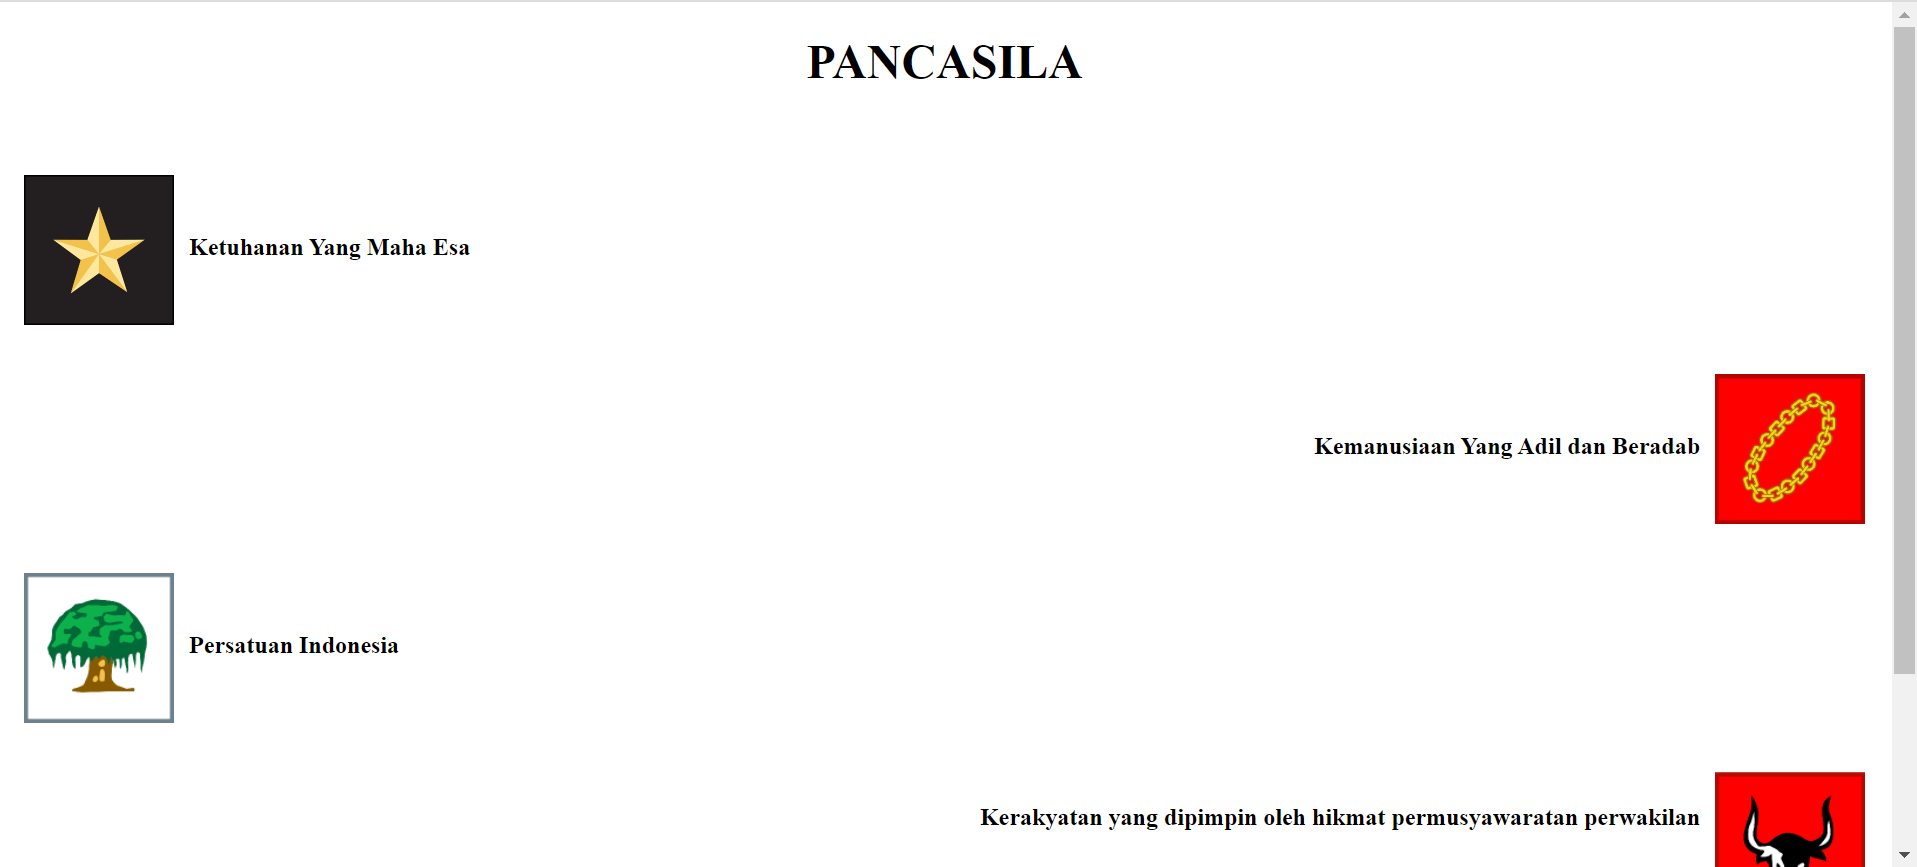 PANCASILA
Ketuhanan Yang Maha Esa
Kemanusiaan Yang Adil dan Beradab
Persatuan Indonesia
Kerakyatan yang dipimpin oleh hikmat permusyawaratan perwakilan